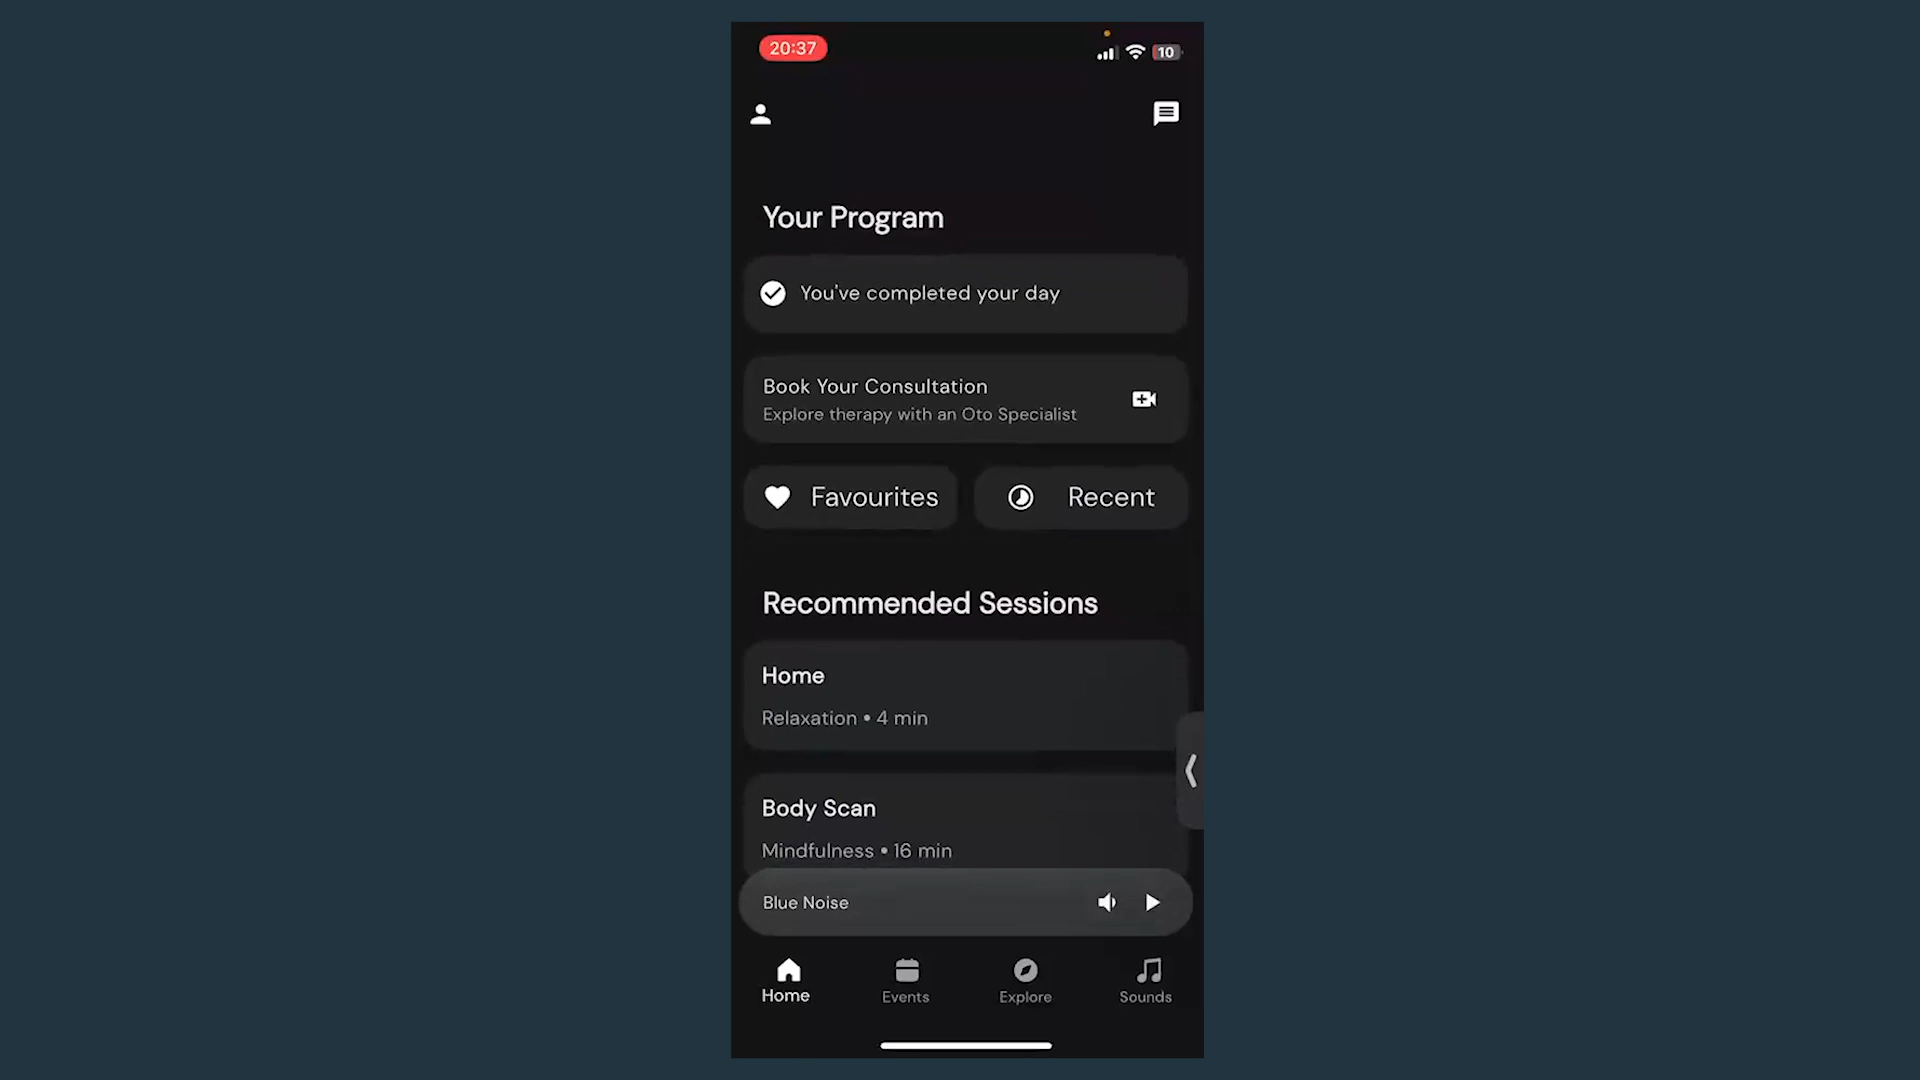 20:37
10
Your Program
You've completed your day
Book Your Consultation
Explore therapy with an Oto Specialist
Favourites
Recent
Recommended Sessions
Home
Relaxation • 4 min
Body Scan
Mindfulness • 16 min
Blue Noise
Home
Events
Explore
Sounds